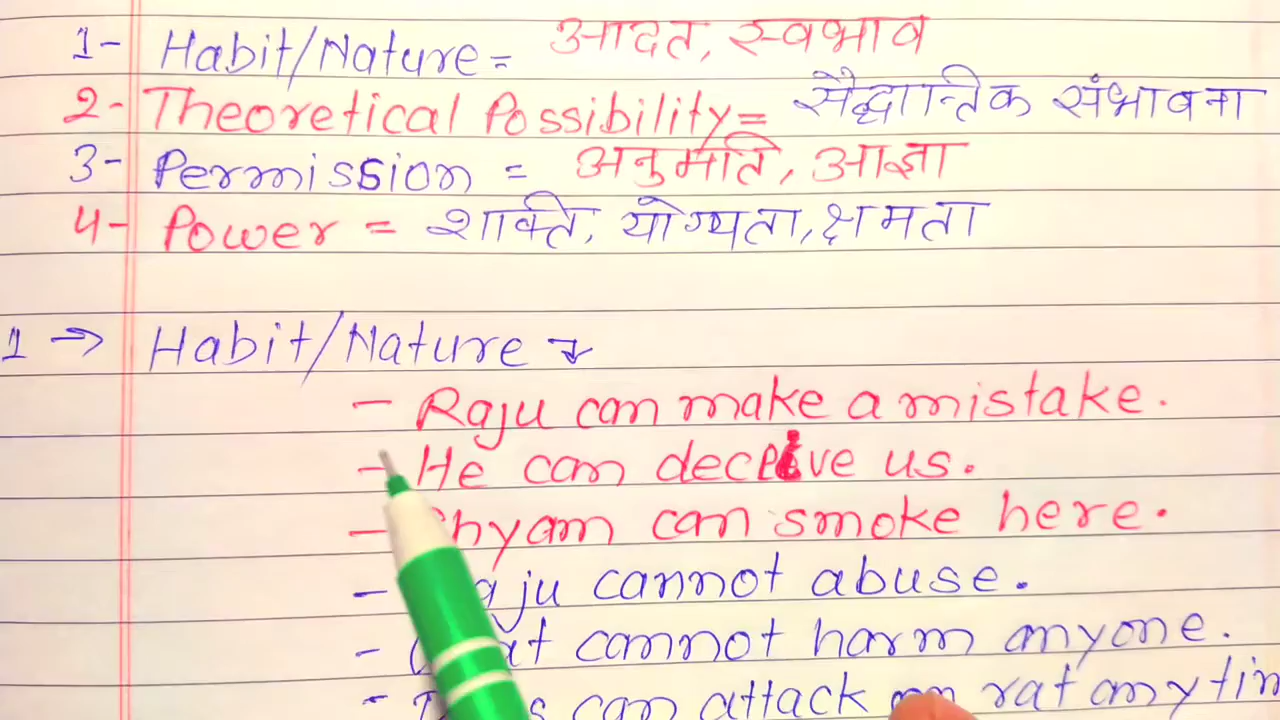 1- Habit/Nature = आदत, स्वभाव
2- Theoretical Possibility = सैद्धान्तिक संभावना
3- Permission = अनुमति, आज्ञा
4- Power = शक्ति, योग्यता, क्षमता
1 → Habit/Nature
- Raju can make a mistake.
- He can deceive us.
- can smoke here.
- cannot abuse.
- cannot harm anyone.
- can attack on rat any